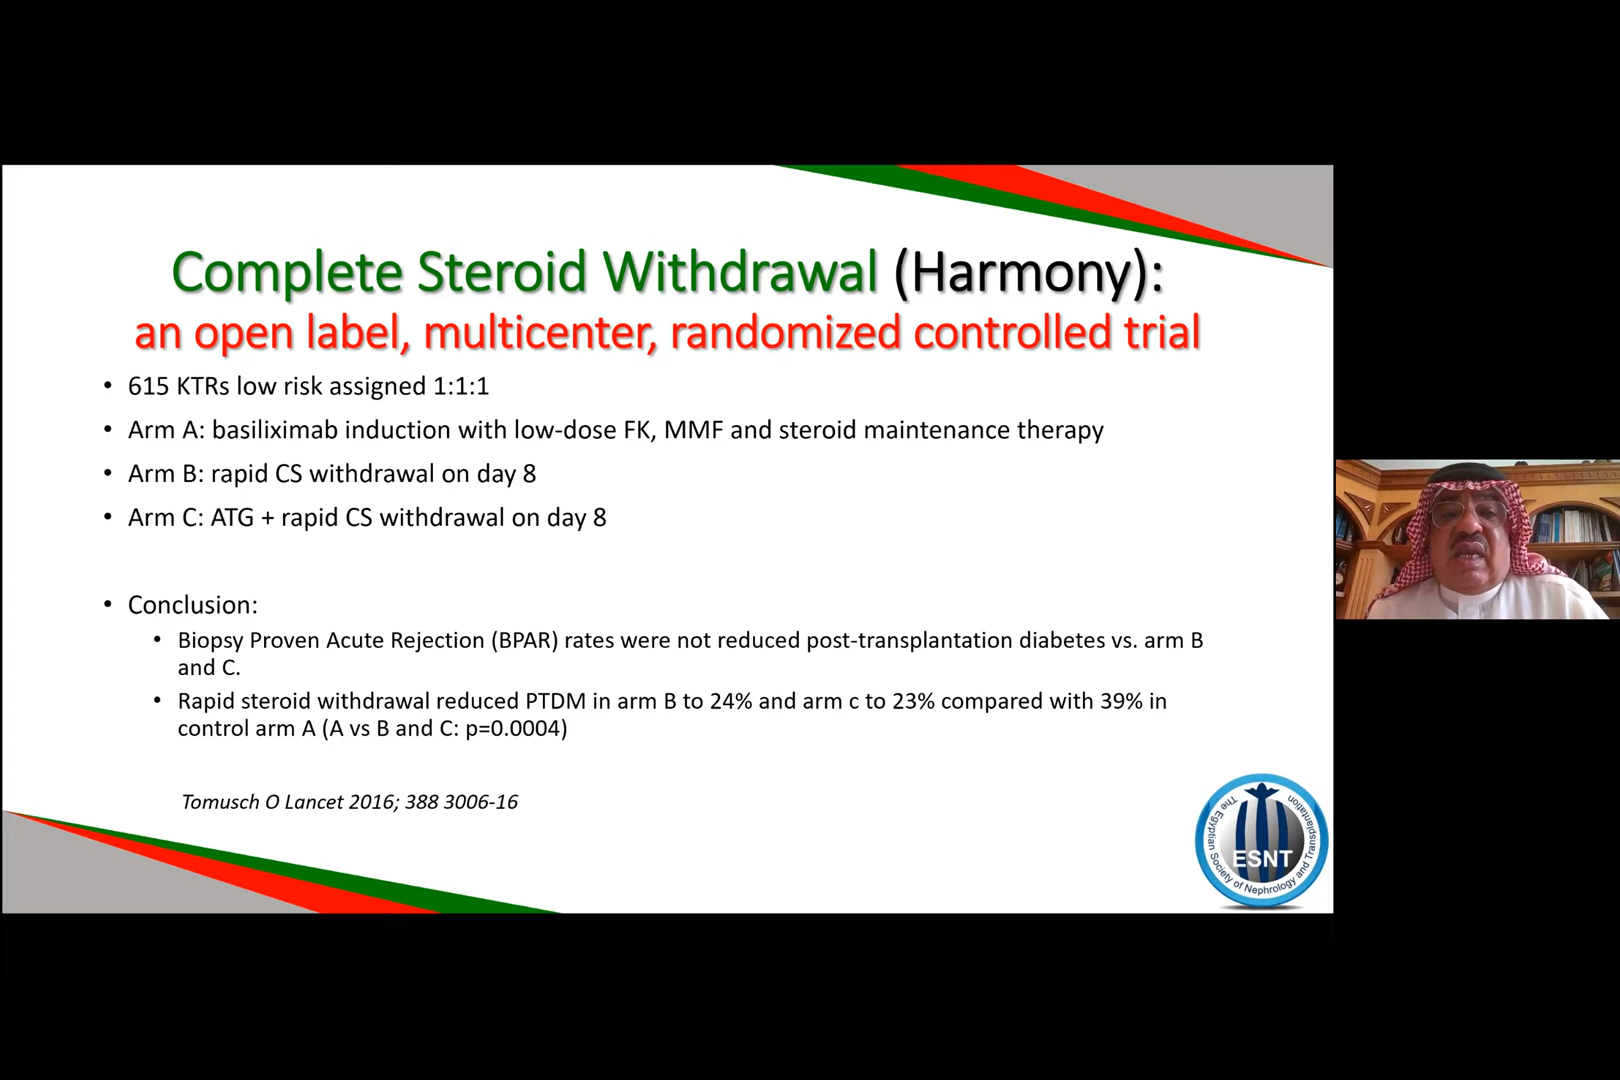 Complete Steroid Withdrawal (Harmony):
an open label, multicenter, randomized controlled trial
• 615 KTRs low risk assigned 1:1:1
• Arm A: basiliximab induction with low-dose FK, MMF and steroid maintenance therapy
• Arm B: rapid CS withdrawal on day 8
• Arm C: ATG + rapid CS withdrawal on day 8
• Conclusion:
• Biopsy Proven Acute Rejection (BPAR) rates were not reduced post-transplantation diabetes vs. arm B
and C.
• Rapid steroid withdrawal reduced PTDM in arm B to 24% and arm c to 23% compared with 39% in
control arm A (A vs B and C: p=0.0004)
Tomusch O Lancet 2016; 388 3006-16
The Egyptian Society of Nephrology and Transplantation
ESNT